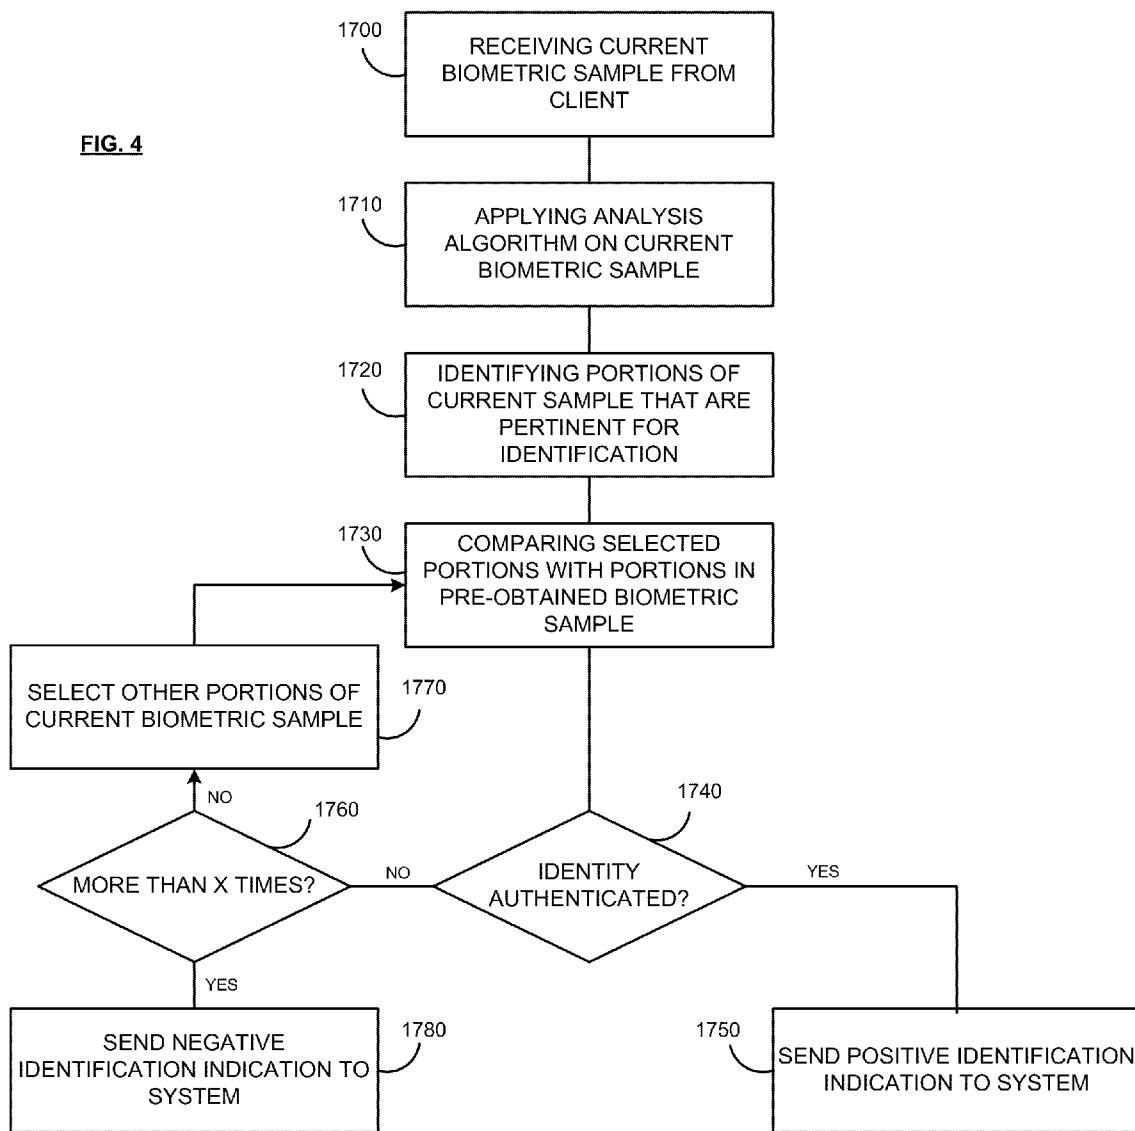 1700
RECEIVING CURRENT
BIOMETRIC SAMPLE FROM
CLIENT
FIG. 4
1710
APPLYING ANALYSIS
ALGORITHM ON CURRENT
BIOMETRIC SAMPLE
1720
IDENTIFYING PORTIONS OF
CURRENT SAMPLE THAT ARE
PERTINENT FOR
IDENTIFICATION
1730
COMPARING SELECTED
PORTIONS WITH PORTIONS IN
PRE-OBTAINED BIOMETRIC
SAMPLE
SELECT OTHER PORTIONS OF
CURRENT BIOMETRIC SAMPLE
1770
NO
1760
MORE THAN X TIMES?
NO
1740
IDENTITY
AUTHENTICATED?
YES
YES
SEND NEGATIVE
IDENTIFICATION INDICATION TO
SYSTEM
1780
1750
SEND POSITIVE IDENTIFICATION
INDICATION TO SYSTEM